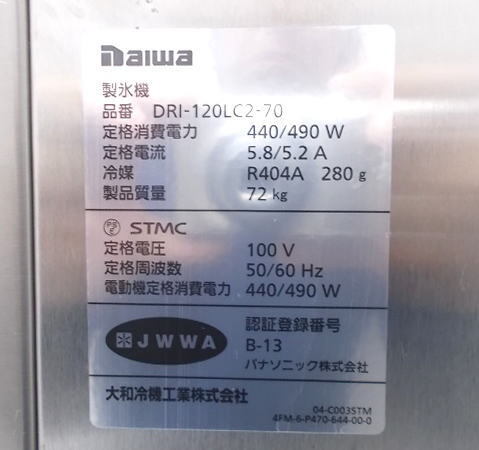 Daiwa
製氷機
品番 DRI-120LC2-70
定格消費電力 440/490 W
定格電流 5.8/5.2 A
冷媒 R404A 280 g
製品質量 72 kg
PSE STMC
定格電圧 100 V
定格周波数 50/60 Hz
電動機定格消費電力 440/490 W
JWWA 認証登録番号
B-13
パナソニック株式会社
大和冷機工業株式会社
04-C003STM
4FM-6-P470-644-00-0